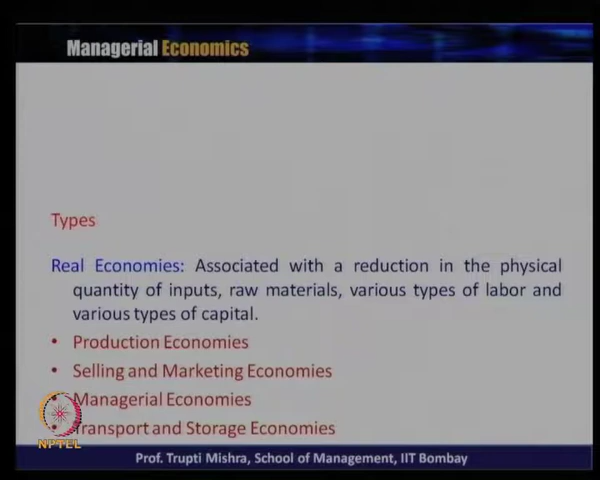 Managerial Economics
Types
Real Economies: Associated with a reduction in the physical
quantity of inputs, raw materials, various types of labor and
various types of capital.
• Production Economies
• Selling and Marketing Economies
• Managerial Economies
• Transport and Storage Economies
NPTEL
Prof. Trupti Mishra, School of Management, IIT Bombay